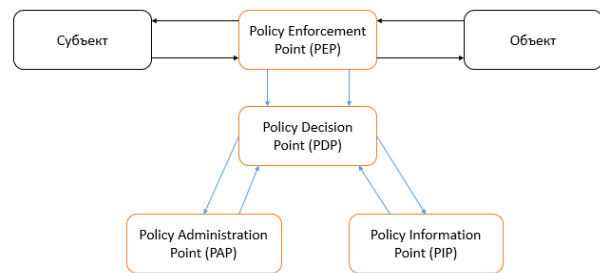 Субъект
Policy Enforcement
Point (PEP)
Объект
Policy Decision
Point (PDP)
Policy Administration
Point (PAP)
Policy Information
Point (PIP)